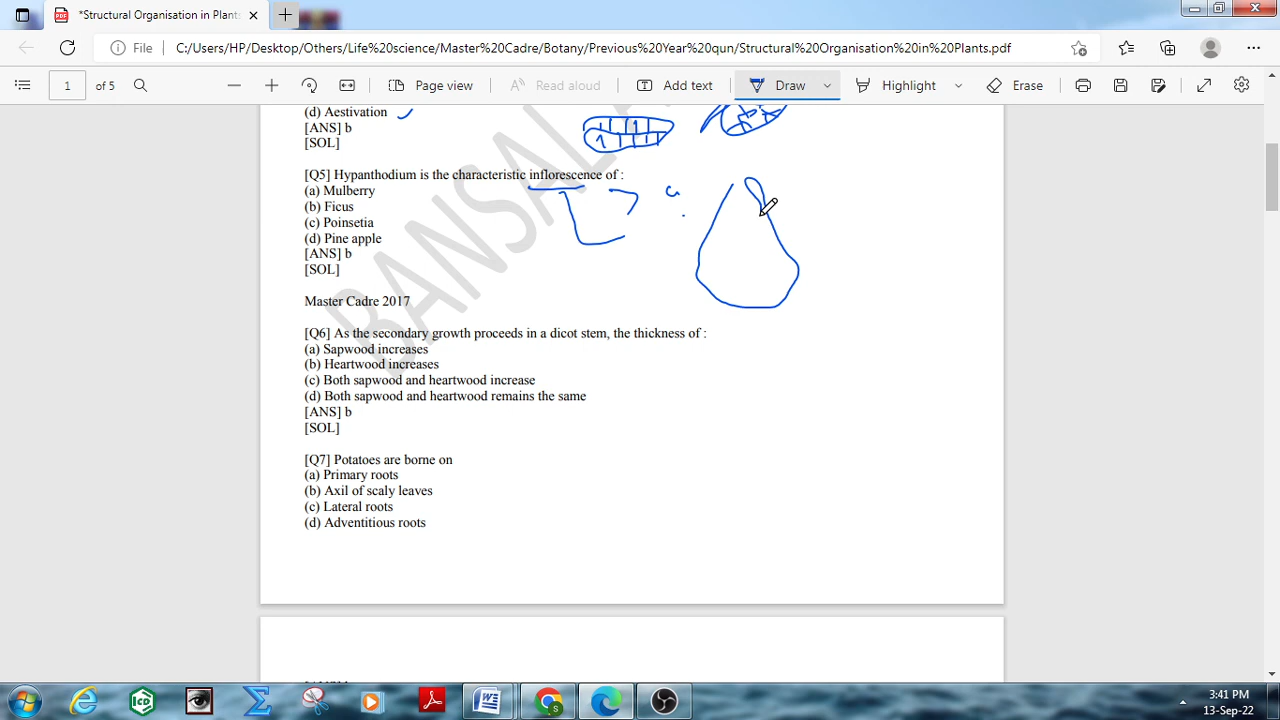 *Structural Organisation in Plants
File
C:/Users/HP/Desktop/Others/Life%20science/Master%20Cadre/Botany/Previous%20Year%20qun/Structural%20Organisation%20in%20Plants.pdf
1 of 5
Page view
Read aloud
Add text
Draw
Highlight
Erase
(d) Aestivation
[ANS] b
[SOL]
[Q5] Hypanthodium is the characteristic inflorescence of :
(a) Mulberry
(b) Ficus
(c) Poinsetia
(d) Pine apple
[ANS] b
[SOL]
Master Cadre 2017
[Q6] As the secondary growth proceeds in a dicot stem, the thickness of :
(a) Sapwood increases
(b) Heartwood increases
(c) Both sapwood and heartwood increase
(d) Both sapwood and heartwood remains the same
[ANS] b
[SOL]
[Q7] Potatoes are borne on
(a) Primary roots
(b) Axil of scaly leaves
(c) Lateral roots
(d) Adventitious roots
BANSAL
3:41 PM
13-Sep-22